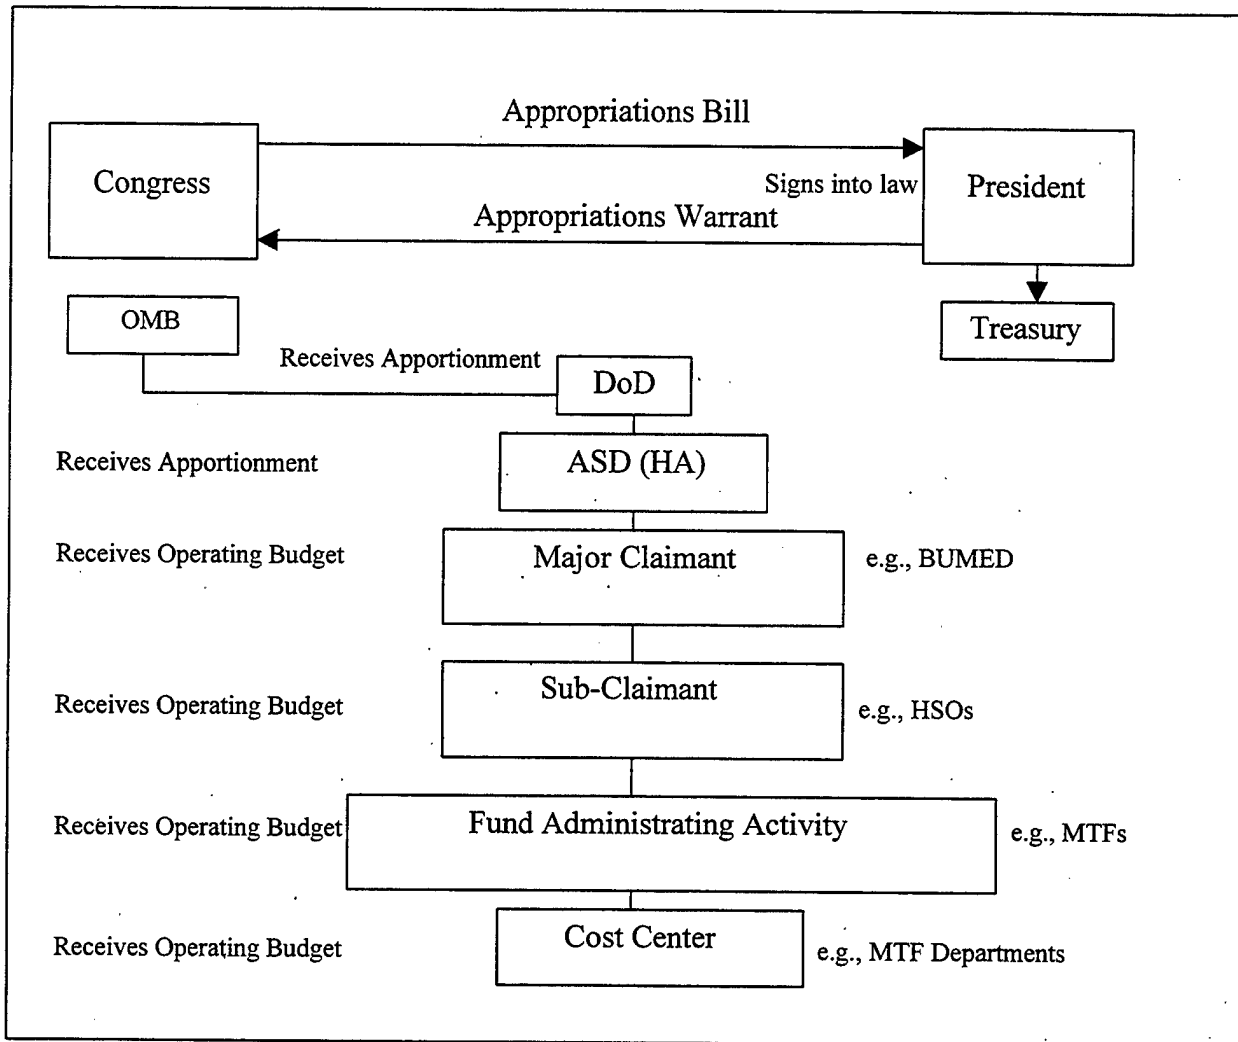 Appropriations Bill
Congress
President
Signs into law
Appropriations Warrant
OMB
Treasury
Receives Apportionment
DoD
Receives Apportionment
ASD (HA)
Receives Operating Budget
Major Claimant
e.g., BUMED
Receives Operating Budget
Sub-Claimant
e.g., HSOs
Receives Operating Budget
Fund Administrating Activity
e.g., MTFs
Receives Operating Budget
Cost Center
e.g., MTF Departments